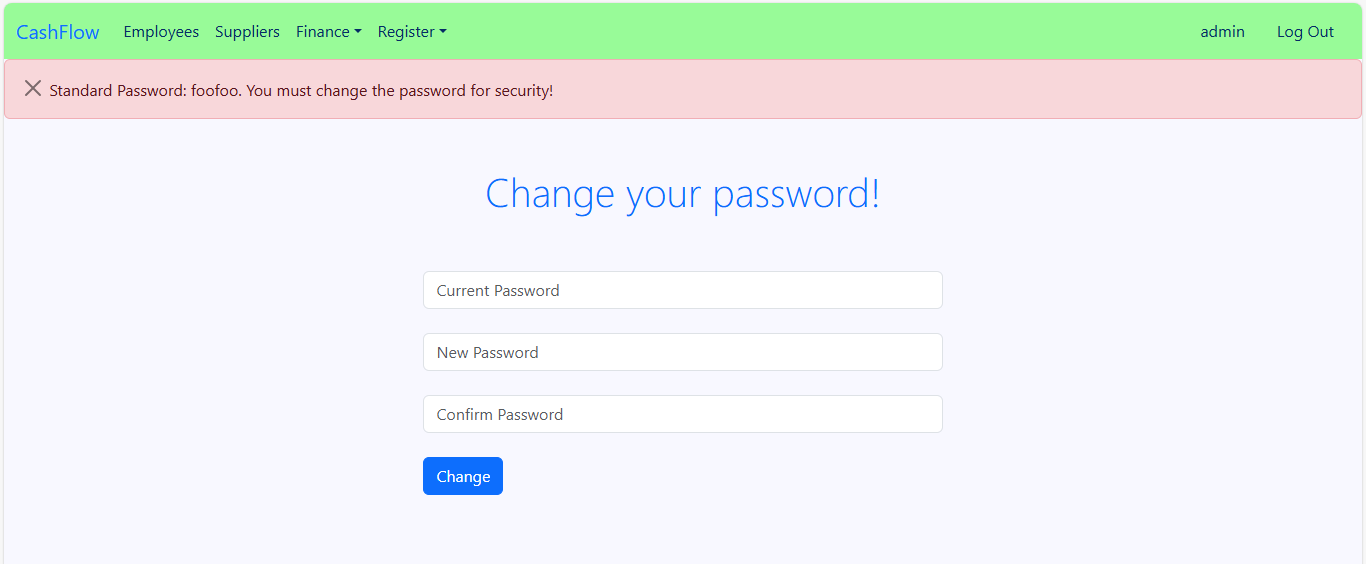 CashFlow Employees Suppliers Finance Register admin Log Out
Standard Password: foofoo. You must change the password for security!
Change your password!
Current Password
New Password
Confirm Password
Change